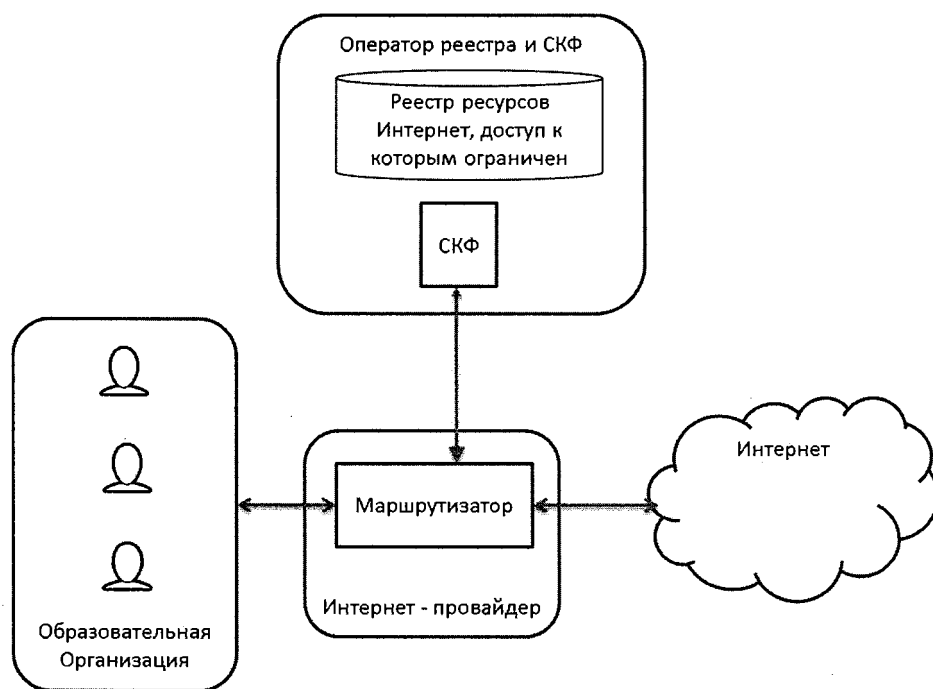 Оператор реестра и СКФ
Реестр ресурсов
Интернет, доступ к
которым ограничен
СКФ
Интернет
Маршрутизатор
Интернет - провайдер
Образовательная
Организация